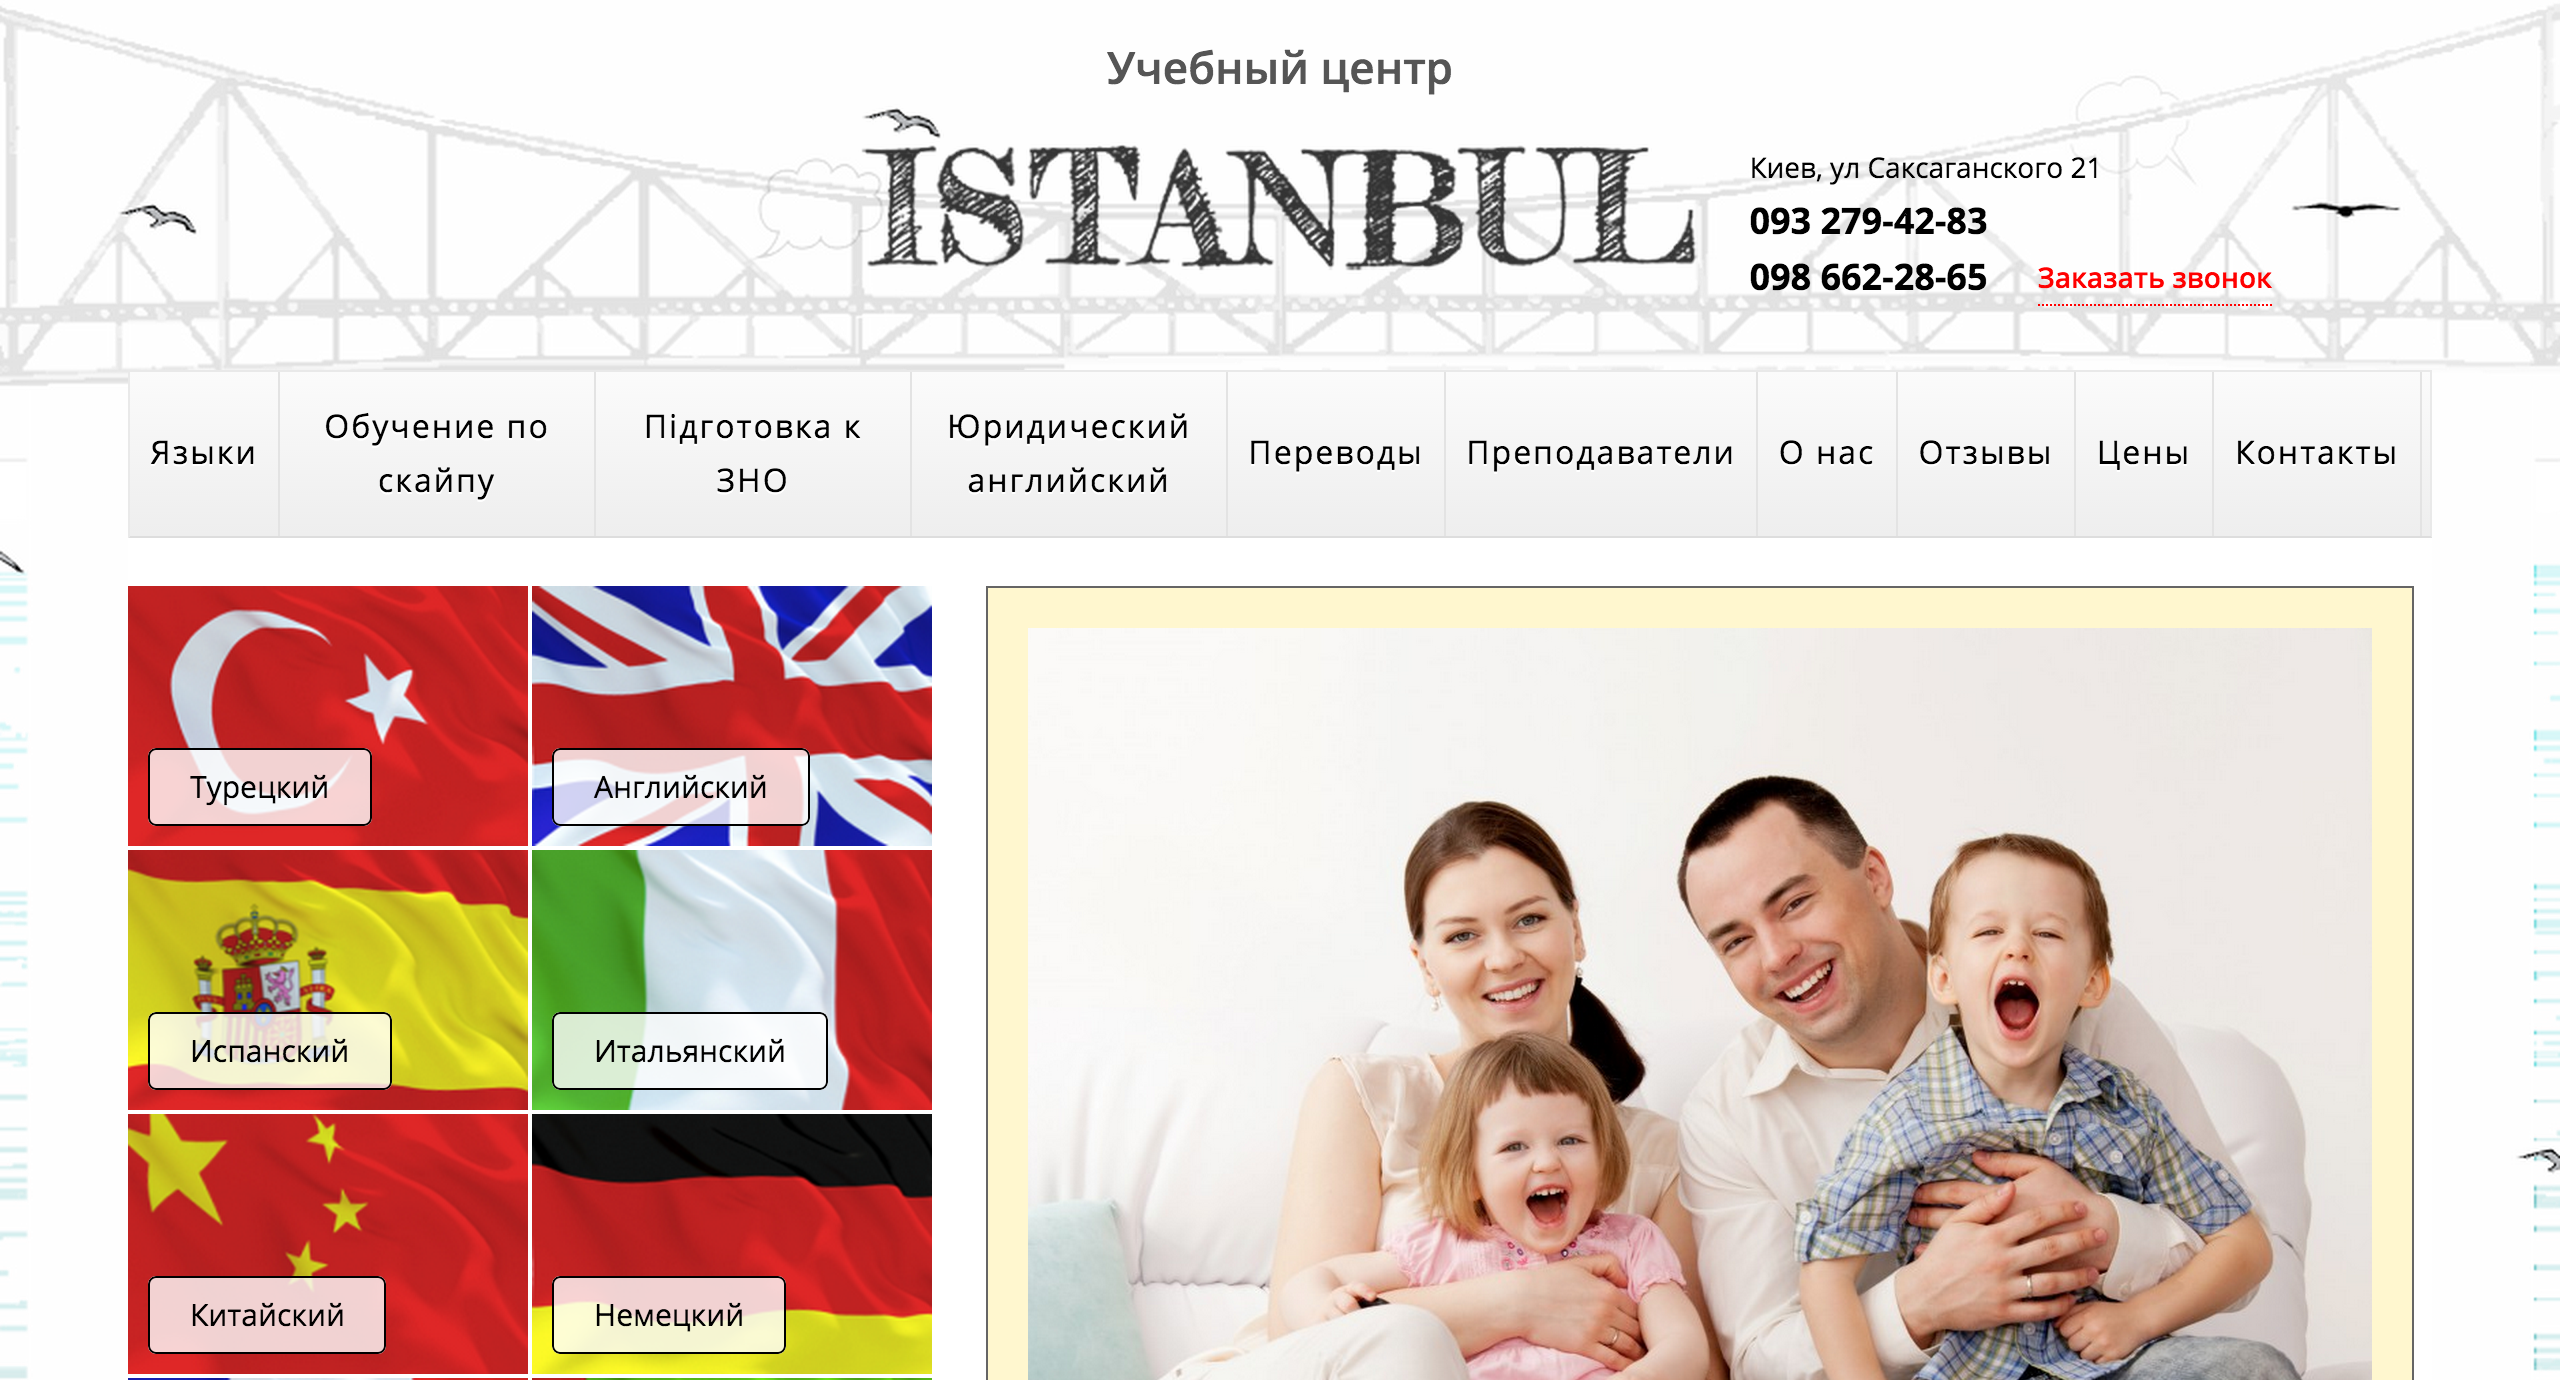 Учебный центр
ISTANBUL
Киев, ул Саксаганского 21
093 279-42-83
098 662-28-65 Заказать звонок
Языки
Обучение по
скайпу
Підготовка к
ЗНО
Юридический
английский
Переводы
Преподаватели
О нас
Отзывы
Цены
Контакты
Турецкий
Английский
Испанский
Итальянский
Китайский
Немецкий